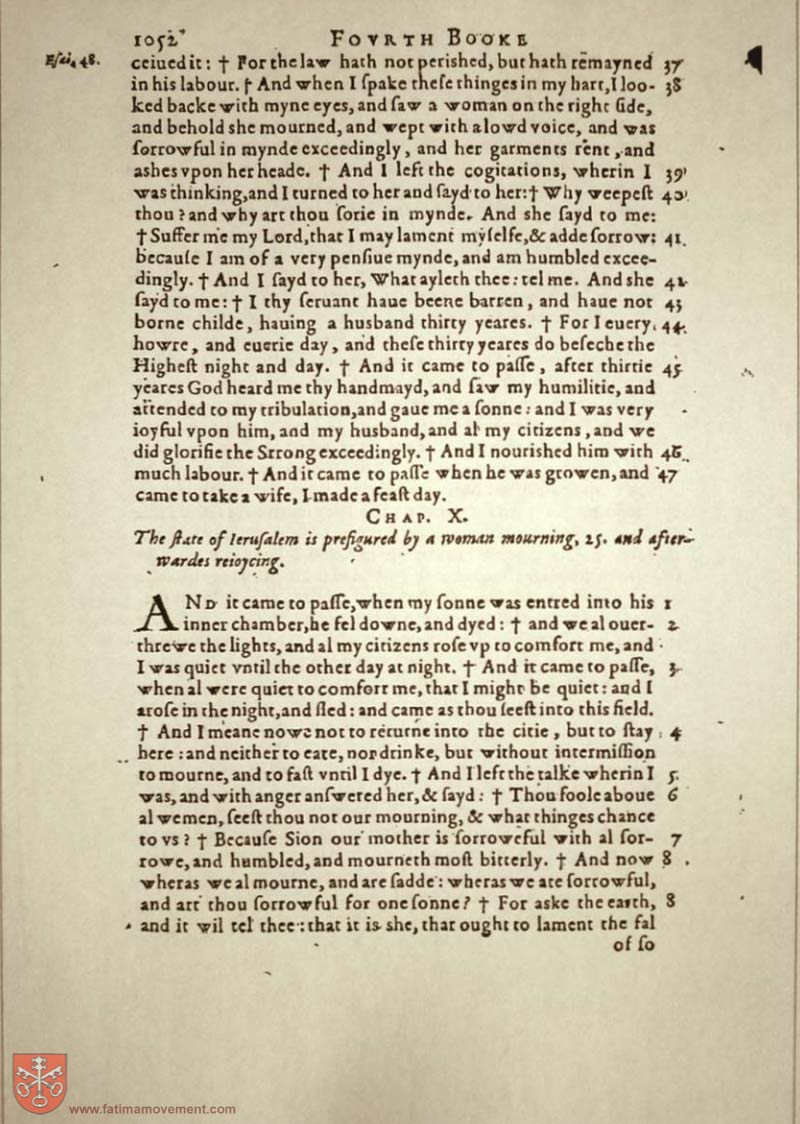 1052 FOVRTH BOOKE
Esai, 48. ceiued it: † For the law hath not perished, but hath remayned 37
in his labour. † And when I ſpake theſe thinges in my hart, I loo- 38
ked backe with myne eyes, and ſaw a woman on the right ſide,
and behold she mourned, and wept with a lowd voice, and was
ſorrowful in mynde exceedingly, and her garments rent, and
ashes vpon her heade. † And I left the cogitations, wherin I 39
was thinking, and I turned to her and ſayd to her: † Why weepeſt 40
thou? and why art thou ſorie in mynde. And she ſayd to me:
† Suffer me my Lord, that I may lament myſelfe, & adde ſorrow: 41
becauſe I am of a very penſiue mynde, and am humbled excee-
dingly. † And I ſayd to her, What ayleth thee: tel me. And she 42
ſayd to me: † I thy ſeruant haue beene barren, and haue not 43
borne childe, hauing a husband thirty yeares. † For I euery 44
howre, and euerie day, and theſe thirty yeares do beſeche the
Higheſt night and day. † And it came to paſſe, after thirtie 45
yeares God heard me thy handmayd, and ſaw my humilitie, and
attended to my tribulation, and gaue me a ſonne: and I was very
ioyful vpon him, and my husband, and al my citizens, and we
did glorifie the Strong exceedingly. † And I nourished him with 46
much labour. † And it came to paſſe when he was growen, and 47
came to take a wife, I made a feaſt day.
CHAP. X.
The ſtate of Ieruſalem is prefigured by a woman mourning, 25. and after-
wardes reioycing.
AND it came to paſſe, when my ſonne was entred into his 1
inner chamber, he fel downe, and dyed: † and we al ouer- 2
threwe the lights, and al my citizens roſe vp to comfort me, and
I was quiet vntil the other day at night. † And it came to paſſe, 3
when al were quiet to comfort me, that I might be quiet: and I
aroſe in the night, and fled: and came as thou ſeeſt into this field.
† And I meane nowe not to returne into the citie, but to ſtay 4
here: and neither to eate, nor drinke, but without intermiſſion
to mourne, and to faſt vntil I dye. † And I left the talke wherin I 5
was, and with anger anſwered her, & ſayd: † Thou foole aboue 6
al wemen, ſeeſt thou not our mourning, & what thinges chance
to vs? † Becauſe Sion our mother is ſorroweful with al ſor- 7
rowe, and humbled, and mourneth moſt bitterly. † And now 8
wheras we al mourne, and are ſadde: wheras we are ſorrowful,
and art thou ſorrowful for one ſonne? † For aske the earth, 8
and it wil tel thee: that it is she, that ought to lament the fal
of ſo
www.fatimamovement.com